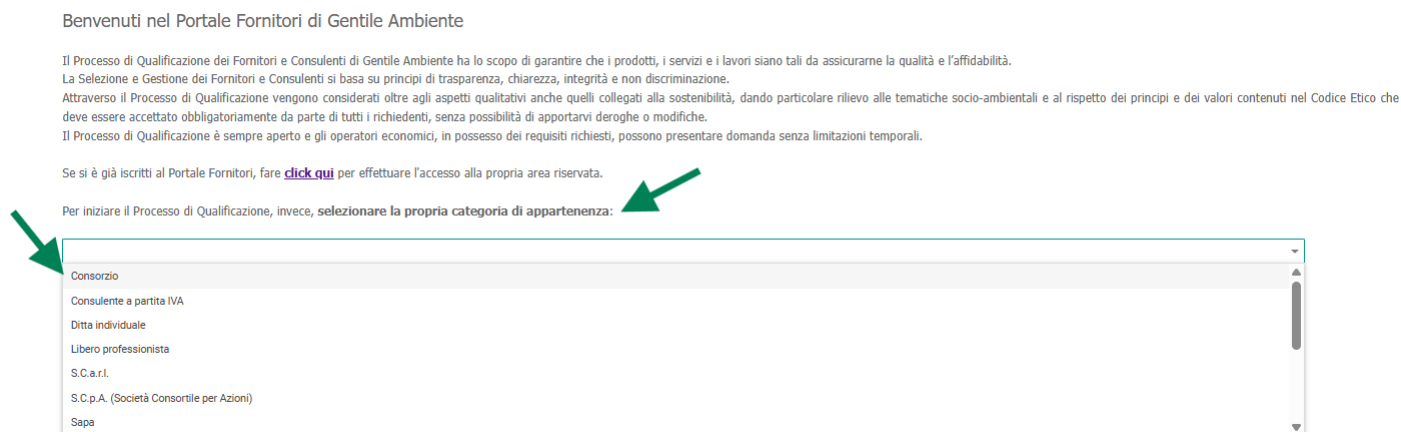 Benvenuti nel Portale Fornitori di Gentile Ambiente
Il Processo di Qualificazione dei Fornitori e Consulenti di Gentile Ambiente ha lo scopo di garantire che i prodotti, i servizi e i lavori siano tali da assicurarne la qualità e l'affidabilità.
La Selezione e Gestione dei Fornitori e Consulenti si basa su principi di trasparenza, chiarezza, integrità e non discriminazione.
Attraverso il Processo di Qualificazione vengono considerati oltre agli aspetti qualitativi anche quelli collegati alla sostenibilità, dando particolare rilievo alle tematiche socio-ambientali e al rispetto dei principi e dei valori contenuti nel Codice Etico che
deve essere accettato obbligatoriamente da parte di tutti i richiedenti, senza possibilità di apportarvi deroghe o modifiche.
Il Processo di Qualificazione è sempre aperto e gli operatori economici, in possesso dei requisiti richiesti, possono presentare domanda senza limitazioni temporali.
Se si è già iscritti al Portale Fornitori, fare click qui per effettuare l'accesso alla propria area riservata.
Per iniziare il Processo di Qualificazione, invece, selezionare la propria categoria di appartenenza:
Consorzio
Consulente a partita IVA
Ditta individuale
Libero professionista
S.C.a.r.l.
S.C.p.A. (Società Consortile per Azioni)
Sapa